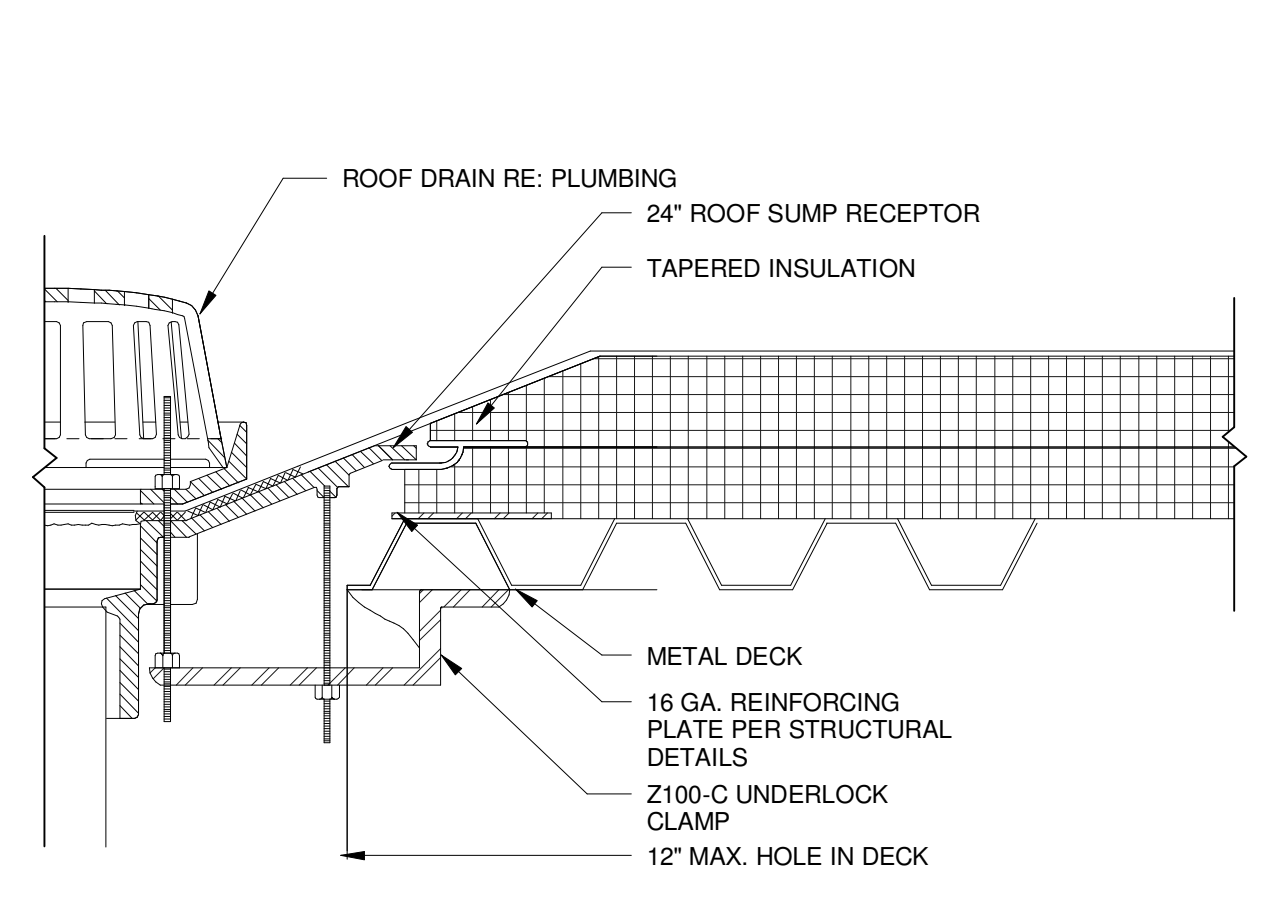 ROOF DRAIN RE: PLUMBING
24" ROOF SUMP RECEPTOR
TAPERED INSULATION
METAL DECK
16 GA. REINFORCING
PLATE PER STRUCTURAL
DETAILS
Z100-C UNDERLOCK
CLAMP
12" MAX. HOLE IN DECK